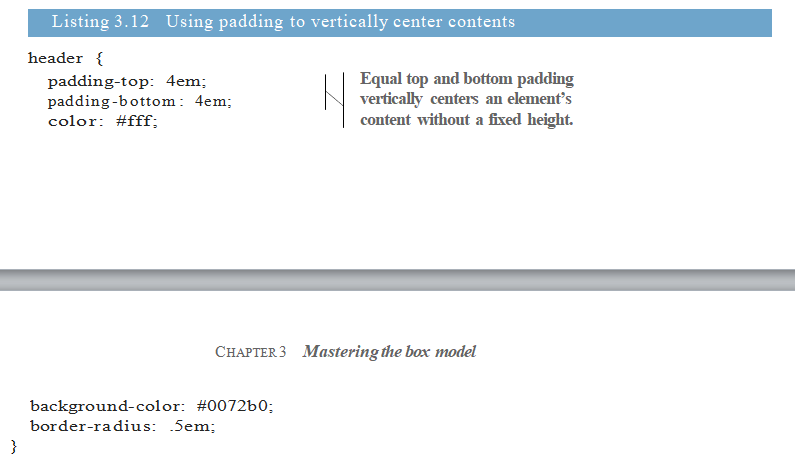 Listing 3.12 Using padding to vertically center contents
header {
padding-top: 4em;
padding-bottom: 4em;
color: #fff;
Equal top and bottom padding
vertically centers an element’s
content without a fixed height.
CHAPTER 3 Mastering the box model
background-color: #0072b0;
border-radius: .5em;
}